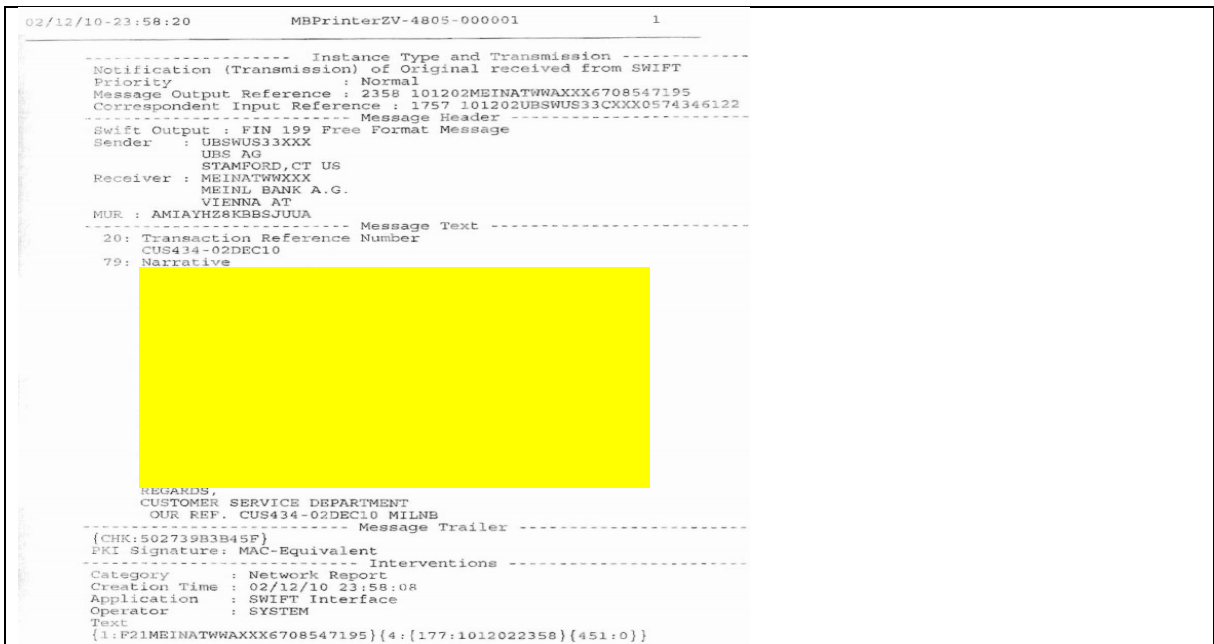 02/12/10-23:58:20 MBPrinterZV-4805-000001 1
--------------------- Instance Type and Transmission -------------
Notification (Transmission) of Original received from SWIFT
Priority : Normal
Message Output Reference : 2358 101202MEINATWWAXXX6708547195
Correspondent Input Reference : 1757 101202UBSWUS33CXXX0574346122
--------------------------- Message Header -----------------------
Swift Output : FIN 199 Free Format Message
Sender : UBSWUS33XXX
UBS AG
STAMFORD,CT US
Receiver : MEINATWWXXX
MEINL BANK A.G.
VIENNA AT
MUR : AMIAYHZ8KBBSJUUA
--------------------------- Message Text -------------------------
20: Transaction Reference Number
CUS434-02DEC10
79: Narrative
REGARDS,
CUSTOMER SERVICE DEPARTMENT
OUR REF. CUS434-02DEC10 MILNB
--------------------------- Message Trailer ----------------------
{CHK:502739B3B45F}
PKI Signature: MAC-Equivalent
--------------------------- Interventions ------------------------
Category : Network Report
Creation Time : 02/12/10 23:58:08
Application : SWIFT Interface
Operator : SYSTEM
Text
{1:F21MEINATWWAXXX6708547195}{4:{177:1012022358}{451:0}}